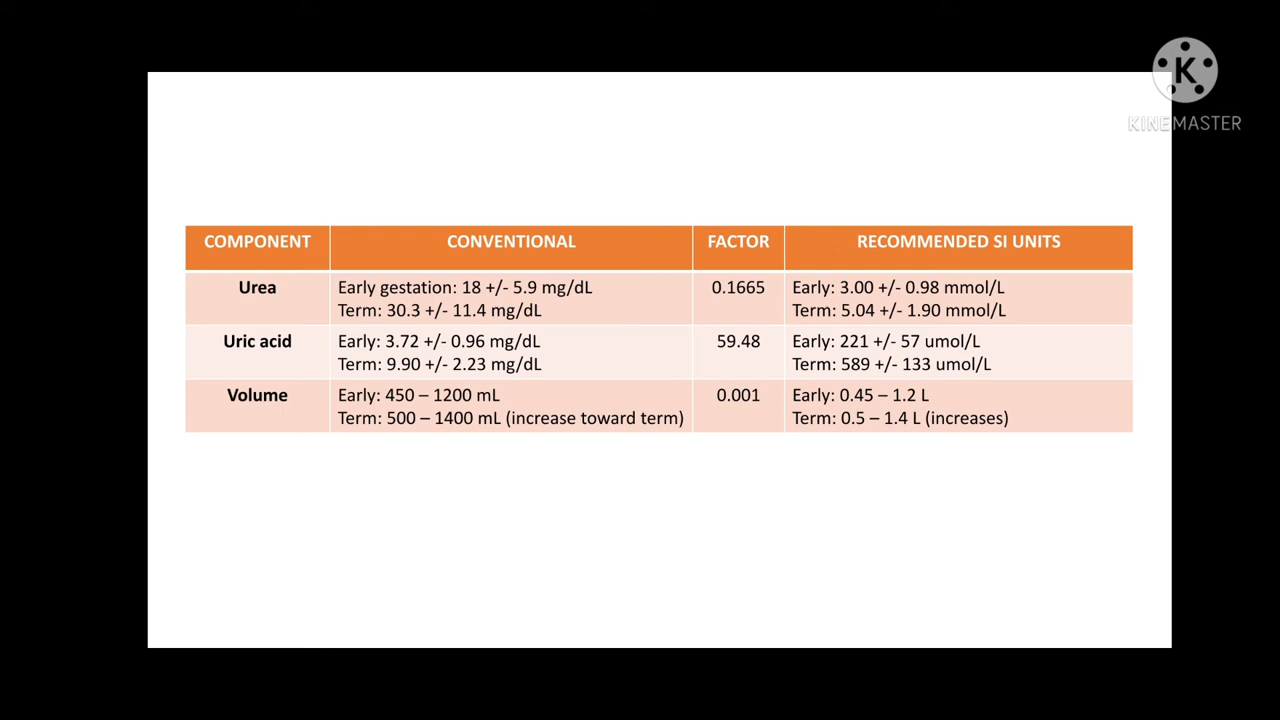 K
KINEMASTER
COMPONENT CONVENTIONAL FACTOR RECOMMENDED SI UNITS
Urea Early gestation: 18 +/- 5.9 mg/dL 0.1665 Early: 3.00 +/- 0.98 mmol/L
Term: 30.3 +/- 11.4 mg/dL Term: 5.04 +/- 1.90 mmol/L
Uric acid Early: 3.72 +/- 0.96 mg/dL 59.48 Early: 221 +/- 57 umol/L
Term: 9.90 +/- 2.23 mg/dL Term: 589 +/- 133 umol/L
Volume Early: 450 – 1200 mL 0.001 Early: 0.45 – 1.2 L
Term: 500 – 1400 mL (increase toward term) Term: 0.5 – 1.4 L (increases)